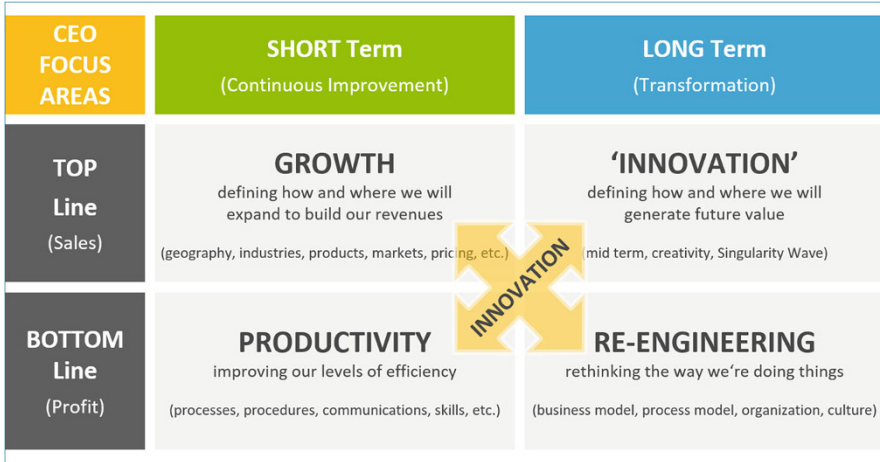 CEO
FOCUS
AREAS
SHORT Term
(Continuous Improvement)
LONG Term
(Transformation)
TOP
Line
(Sales)
GROWTH
defining how and where we will
expand to build our revenues
(geography, industries, products, markets, pricing, etc.)
‘INNOVATION’
defining how and where we will
generate future value
(mid term, creativity, Singularity Wave)
INNOVATION
BOTTOM
Line
(Profit)
PRODUCTIVITY
improving our levels of efficiency
(processes, procedures, communications, skills, etc.)
RE-ENGINEERING
rethinking the way we‘re doing things
(business model, process model, organization, culture)